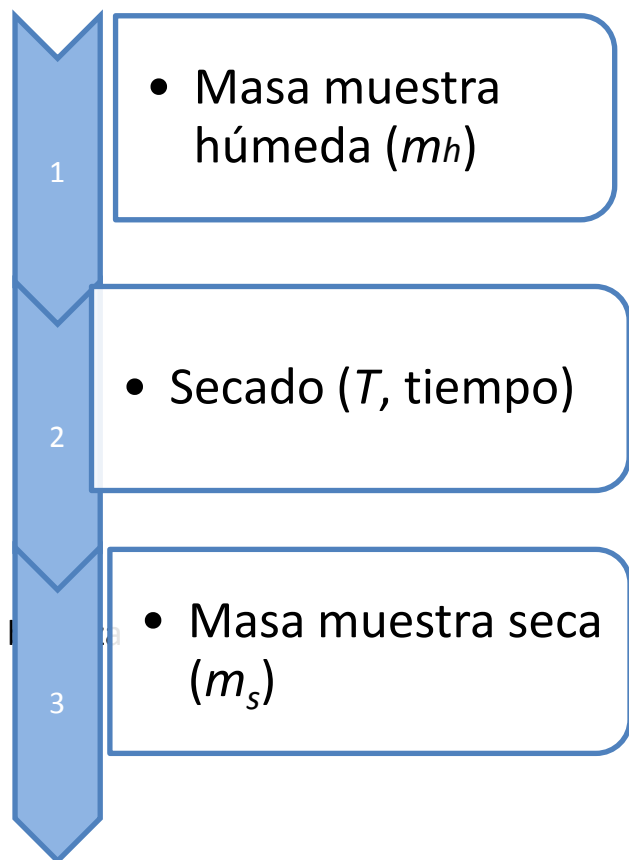 1
• Masa muestra
húmeda (mh)
2
• Secado (T, tiempo)
3
• Masa muestra seca
(ms)